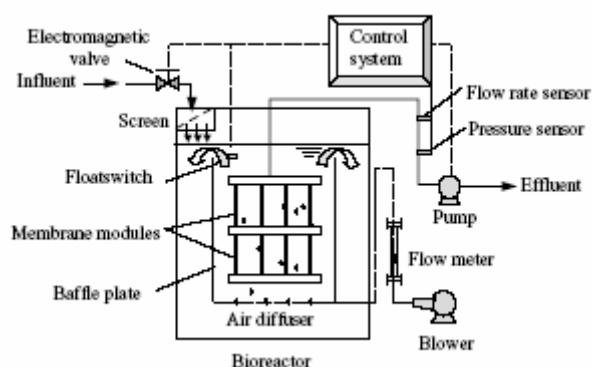 Electromagnetic
valve
Influent
Screen
Floatswitch
Membrane modules
Baffle plate
Air diffuser
Bioreactor
Control
system
Flow rate sensor
Pressure sensor
Effluent
Pump
Flow meter
Blower